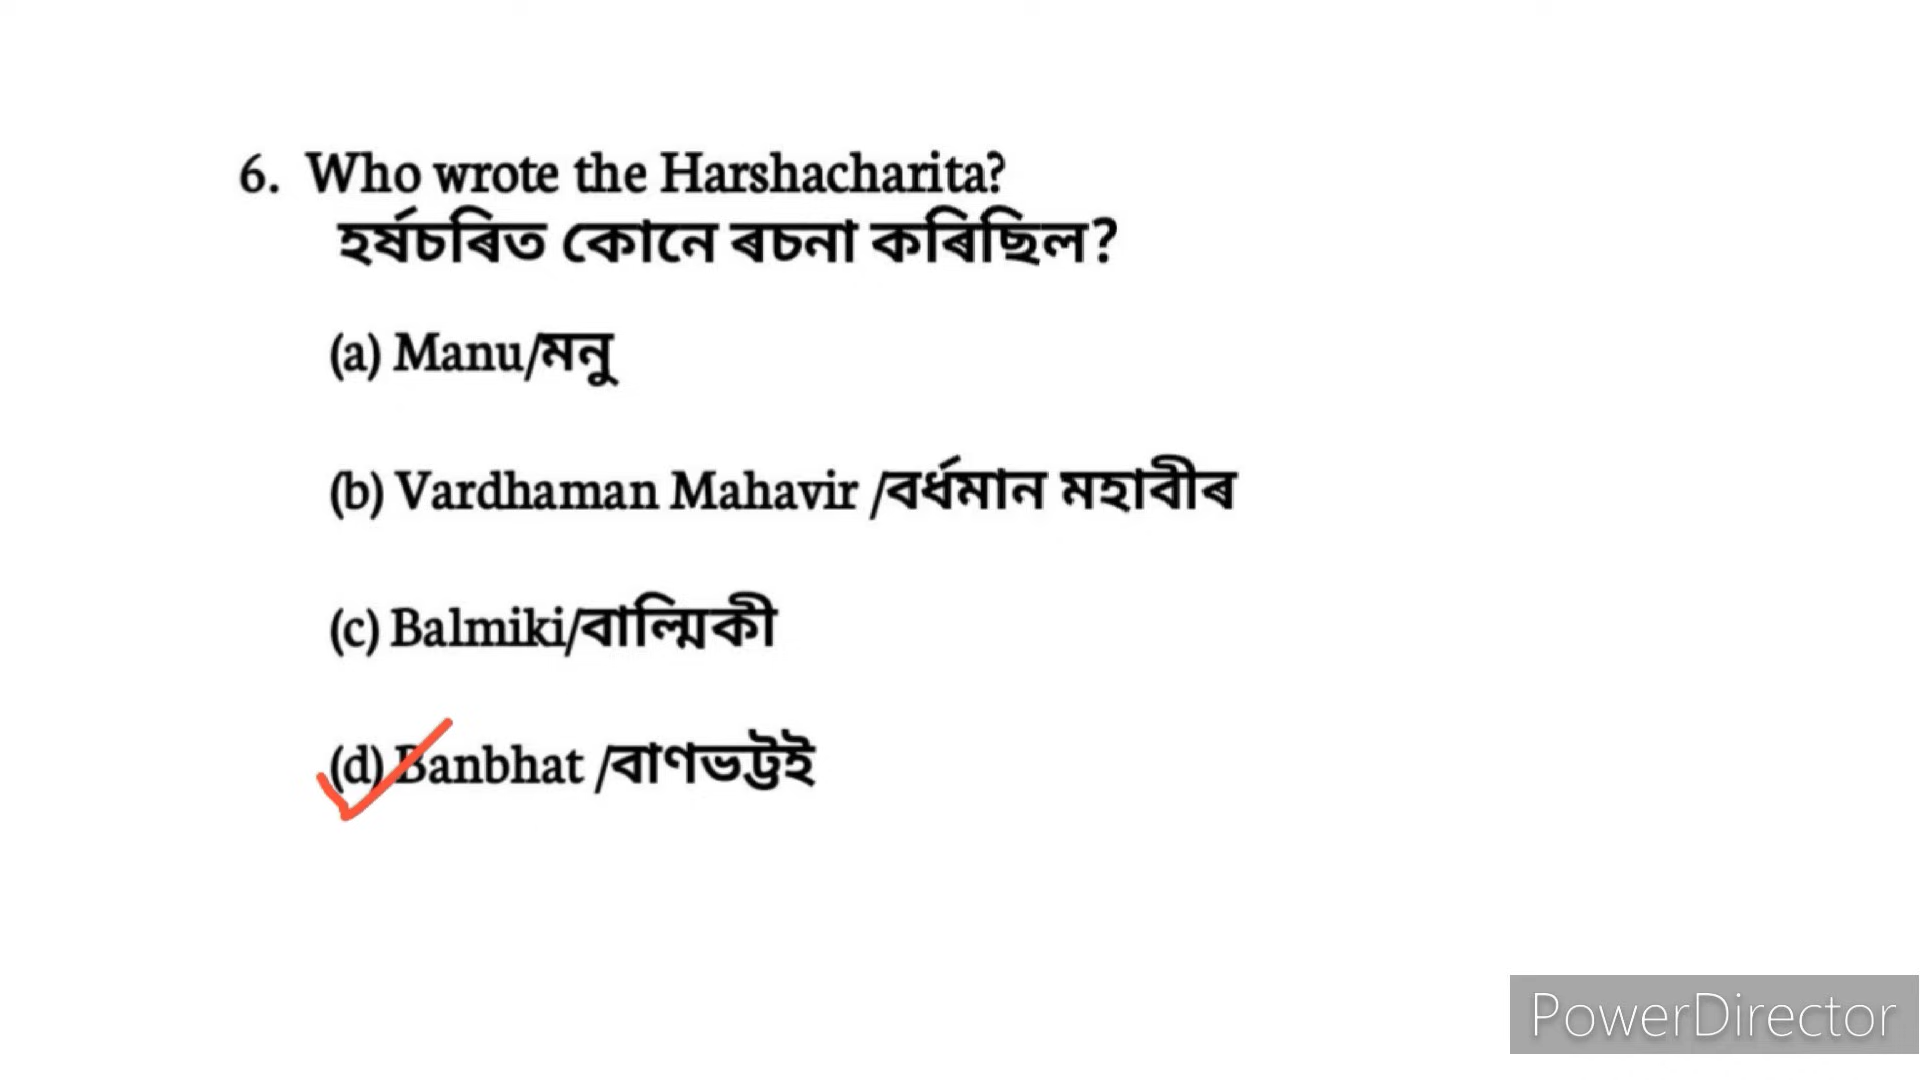 6. Who wrote the Harshacharita?
হৰ্ষচৰিত কোনে ৰচনা কৰিছিল?
(a) Manu/মনু
(b) Vardhaman Mahavir /বৰ্ধমান মহাবীৰ
(c) Balmiki/বাল্মিকী
(d) Banbhat /বাণভট্টই
PowerDirector